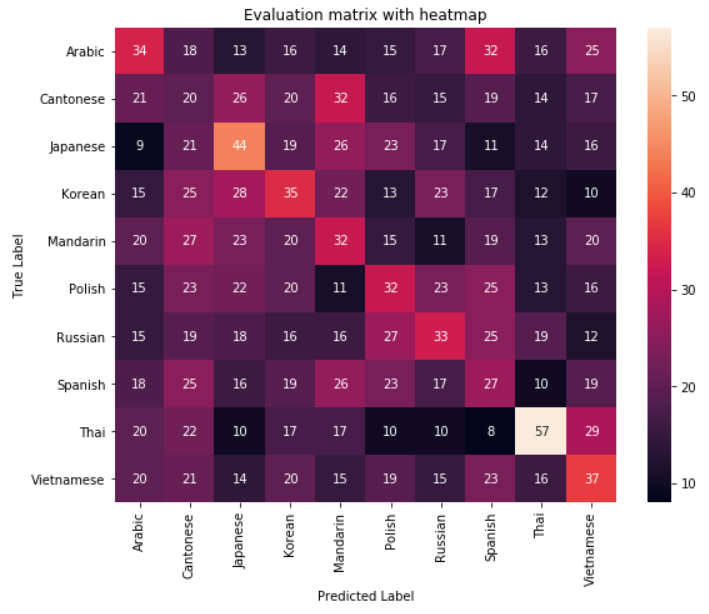 Evaluation matrix with heatmap
True Label
Arabic 34 18 13 16 14 15 17 32 16 25
Cantonese 21 20 26 20 32 16 15 19 14 17
Japanese 9 21 44 19 26 23 17 11 14 16
Korean 15 25 28 35 22 13 23 17 12 10
Mandarin 20 27 23 20 32 15 11 19 13 20
Polish 15 23 22 20 11 32 23 25 13 16
Russian 15 19 18 16 16 27 33 25 19 12
Spanish 18 25 16 19 26 23 17 27 10 19
Thai 20 22 10 17 17 10 10 8 57 29
Vietnamese 20 21 14 20 15 19 15 23 16 37
Arabic Cantonese Japanese Korean Mandarin Polish Russian Spanish Thai Vietnamese
Predicted Label
50
40
30
20
10